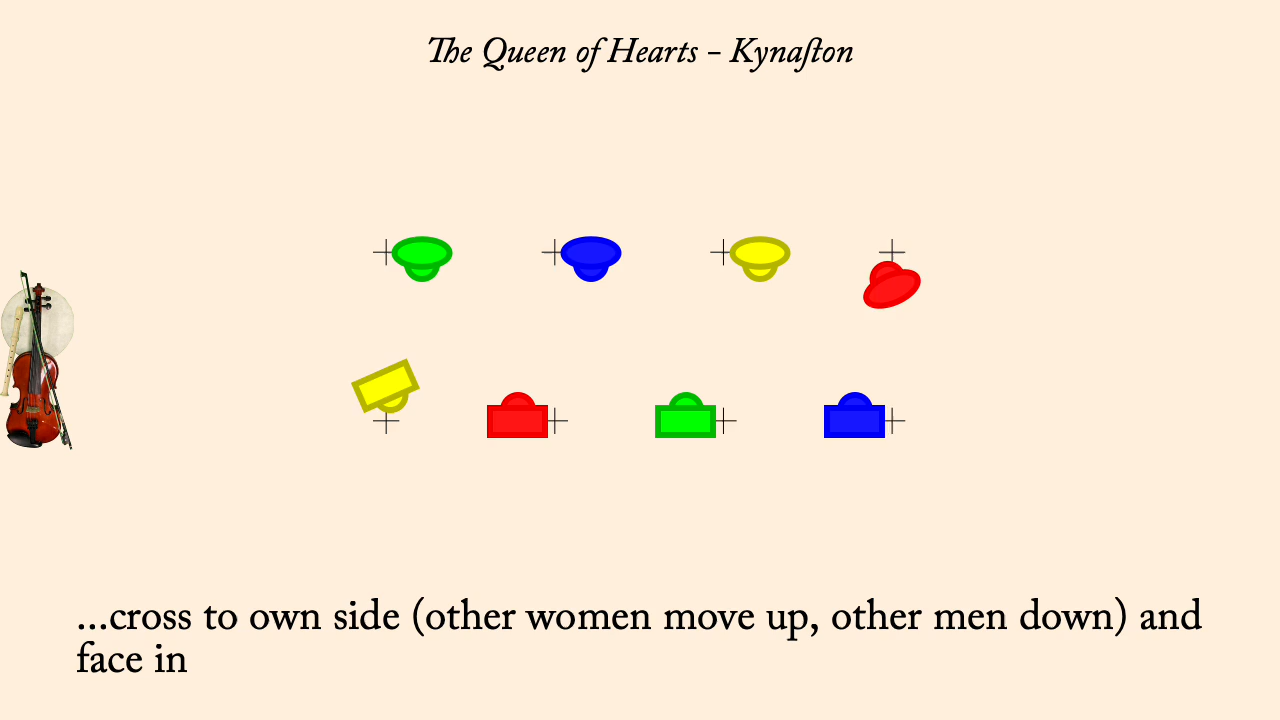 The Queen of Hearts – Kynaſton
...cross to own side (other women move up, other men down) and
face in